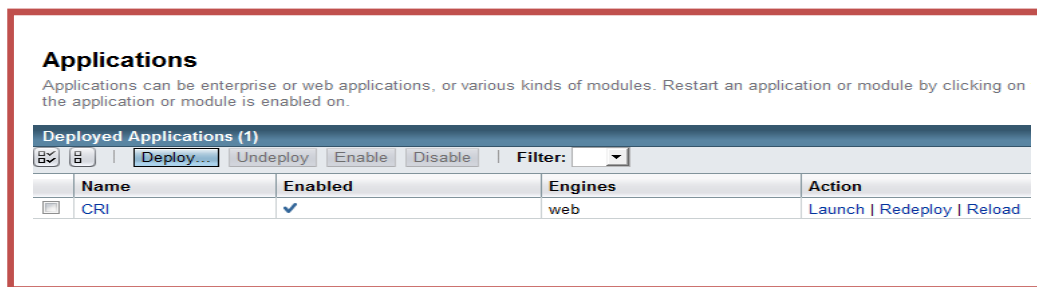 Applications
Applications can be enterprise or web applications, or various kinds of modules. Restart an application or module by clicking on
the application or module is enabled on.
Deployed Applications (1)
| Deploy... Undeploy Enable Disable | Filter:
Name Enabled Engines Action
CRI web Launch | Redeploy | Reload